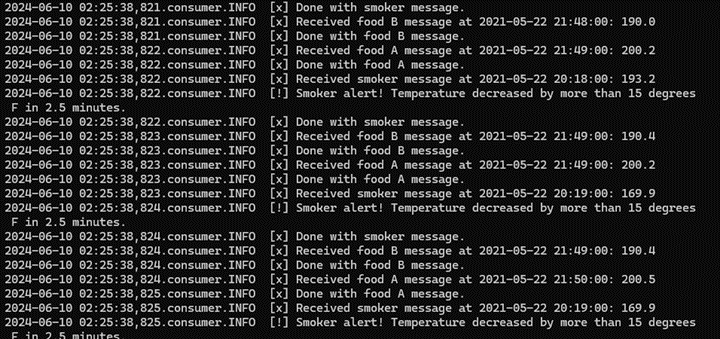 2024-06-10 02:25:38,821.consumer.INFO  [x] Done with smoker message.
2024-06-10 02:25:38,821.consumer.INFO  [x] Received food B message at 2021-05-22 21:48:00: 190.0
2024-06-10 02:25:38,821.consumer.INFO  [x] Done with food B message.
2024-06-10 02:25:38,821.consumer.INFO  [x] Received food A message at 2021-05-22 21:49:00: 200.2
2024-06-10 02:25:38,822.consumer.INFO  [x] Done with food A message.
2024-06-10 02:25:38,822.consumer.INFO  [x] Received smoker message at 2021-05-22 20:18:00: 193.2
2024-06-10 02:25:38,822.consumer.INFO  [!] Smoker alert! Temperature decreased by more than 15 degrees
F in 2.5 minutes.
2024-06-10 02:25:38,822.consumer.INFO  [x] Done with smoker message.
2024-06-10 02:25:38,823.consumer.INFO  [x] Received food B message at 2021-05-22 21:49:00: 190.4
2024-06-10 02:25:38,823.consumer.INFO  [x] Done with food B message.
2024-06-10 02:25:38,823.consumer.INFO  [x] Received food A message at 2021-05-22 21:49:00: 200.2
2024-06-10 02:25:38,823.consumer.INFO  [x] Done with food A message.
2024-06-10 02:25:38,823.consumer.INFO  [x] Received smoker message at 2021-05-22 20:19:00: 169.9
2024-06-10 02:25:38,824.consumer.INFO  [!] Smoker alert! Temperature decreased by more than 15 degrees
F in 2.5 minutes.
2024-06-10 02:25:38,824.consumer.INFO  [x] Done with smoker message.
2024-06-10 02:25:38,824.consumer.INFO  [x] Received food B message at 2021-05-22 21:49:00: 190.4
2024-06-10 02:25:38,824.consumer.INFO  [x] Done with food B message.
2024-06-10 02:25:38,824.consumer.INFO  [x] Received food A message at 2021-05-22 21:50:00: 200.5
2024-06-10 02:25:38,825.consumer.INFO  [x] Done with food A message.
2024-06-10 02:25:38,825.consumer.INFO  [x] Received smoker message at 2021-05-22 20:19:00: 169.9
2024-06-10 02:25:38,825.consumer.INFO  [!] Smoker alert! Temperature decreased by more than 15 degrees
F in 2.5 minutes.